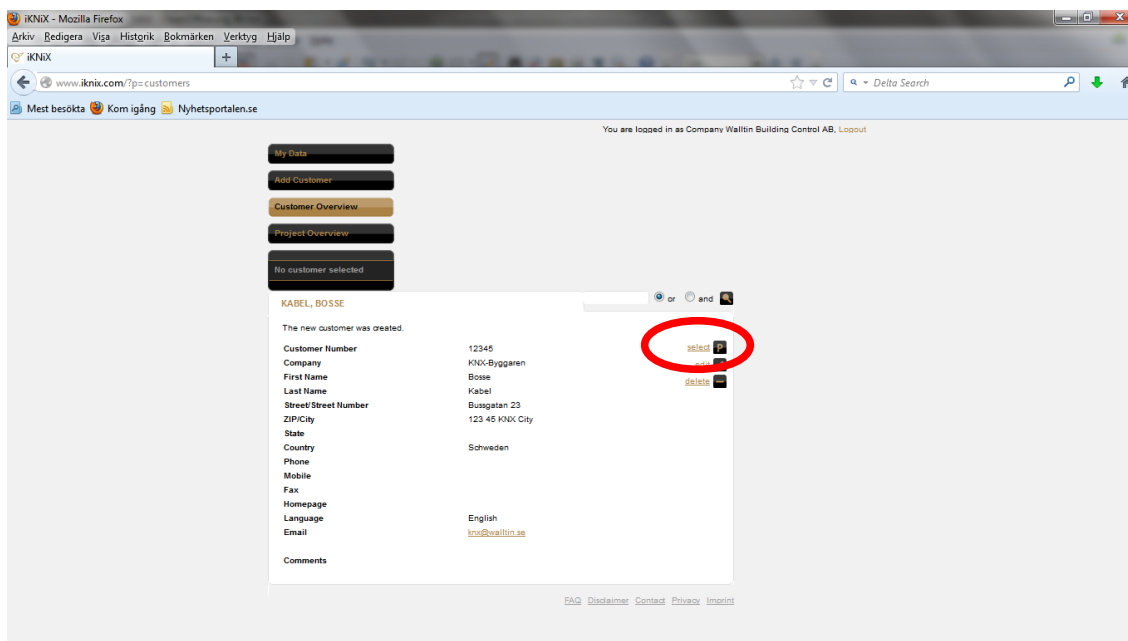 iKNiX - Mozilla Firefox
Arkiv Redigera Visa Historik Bokmärken Verktyg Hjälp
iKNiX +
www.iknix.com/?p=customers
Delta Search
Mest besökta Kom igång Nyhetsportalen.se
You are logged in as Company Walltin Building Control AB, Logout
My Data
Add Customer
Customer Overview
Project Overview
No customer selected
KABEL, BOSSE
or and
The new customer was created.
Customer Number 12345 select P
Company KNX-Byggaren edit
First Name Bosse delete
Last Name Kabel
Street/Street Number Bussgatan 23
ZIP/City 123 45 KNX City
State
Country Schweden
Phone
Mobile
Fax
Homepage
Language English
Email knx@walltin.se
Comments
FAQ Disclaimer Contact Privacy Imprint